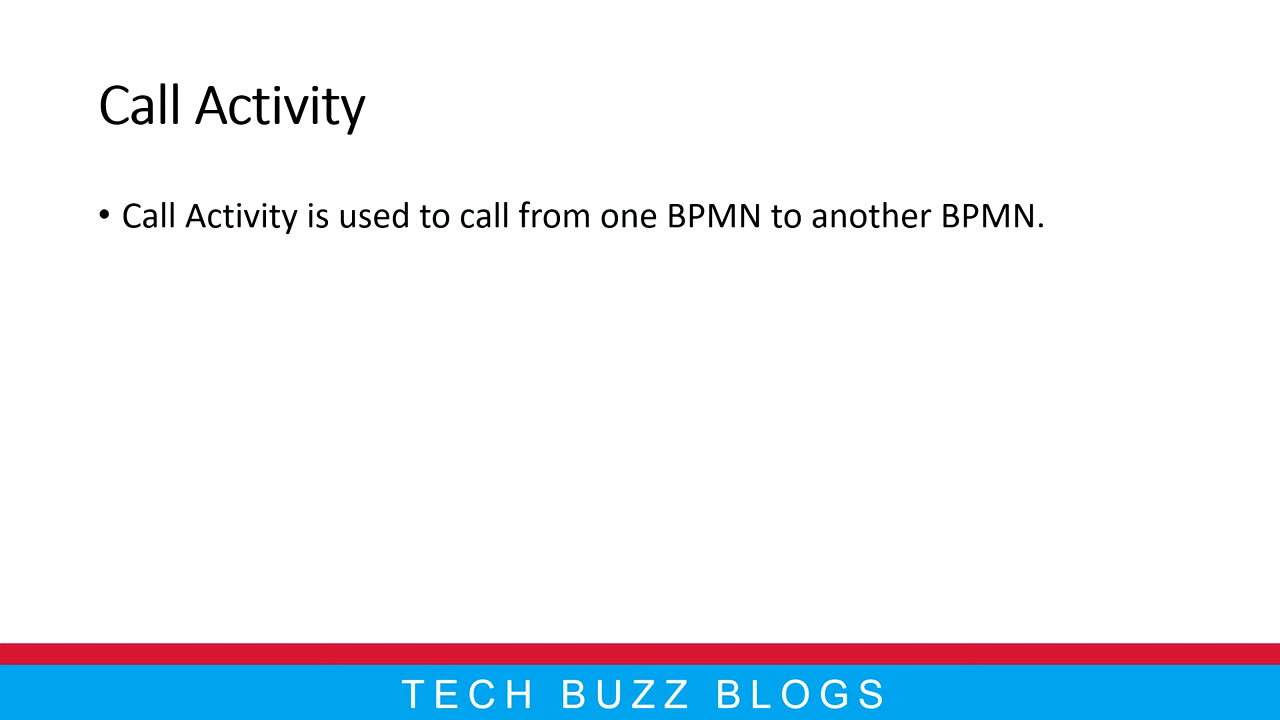 Call Activity
• Call Activity is used to call from one BPMN to another BPMN.
TECH BUZZ BLOGS